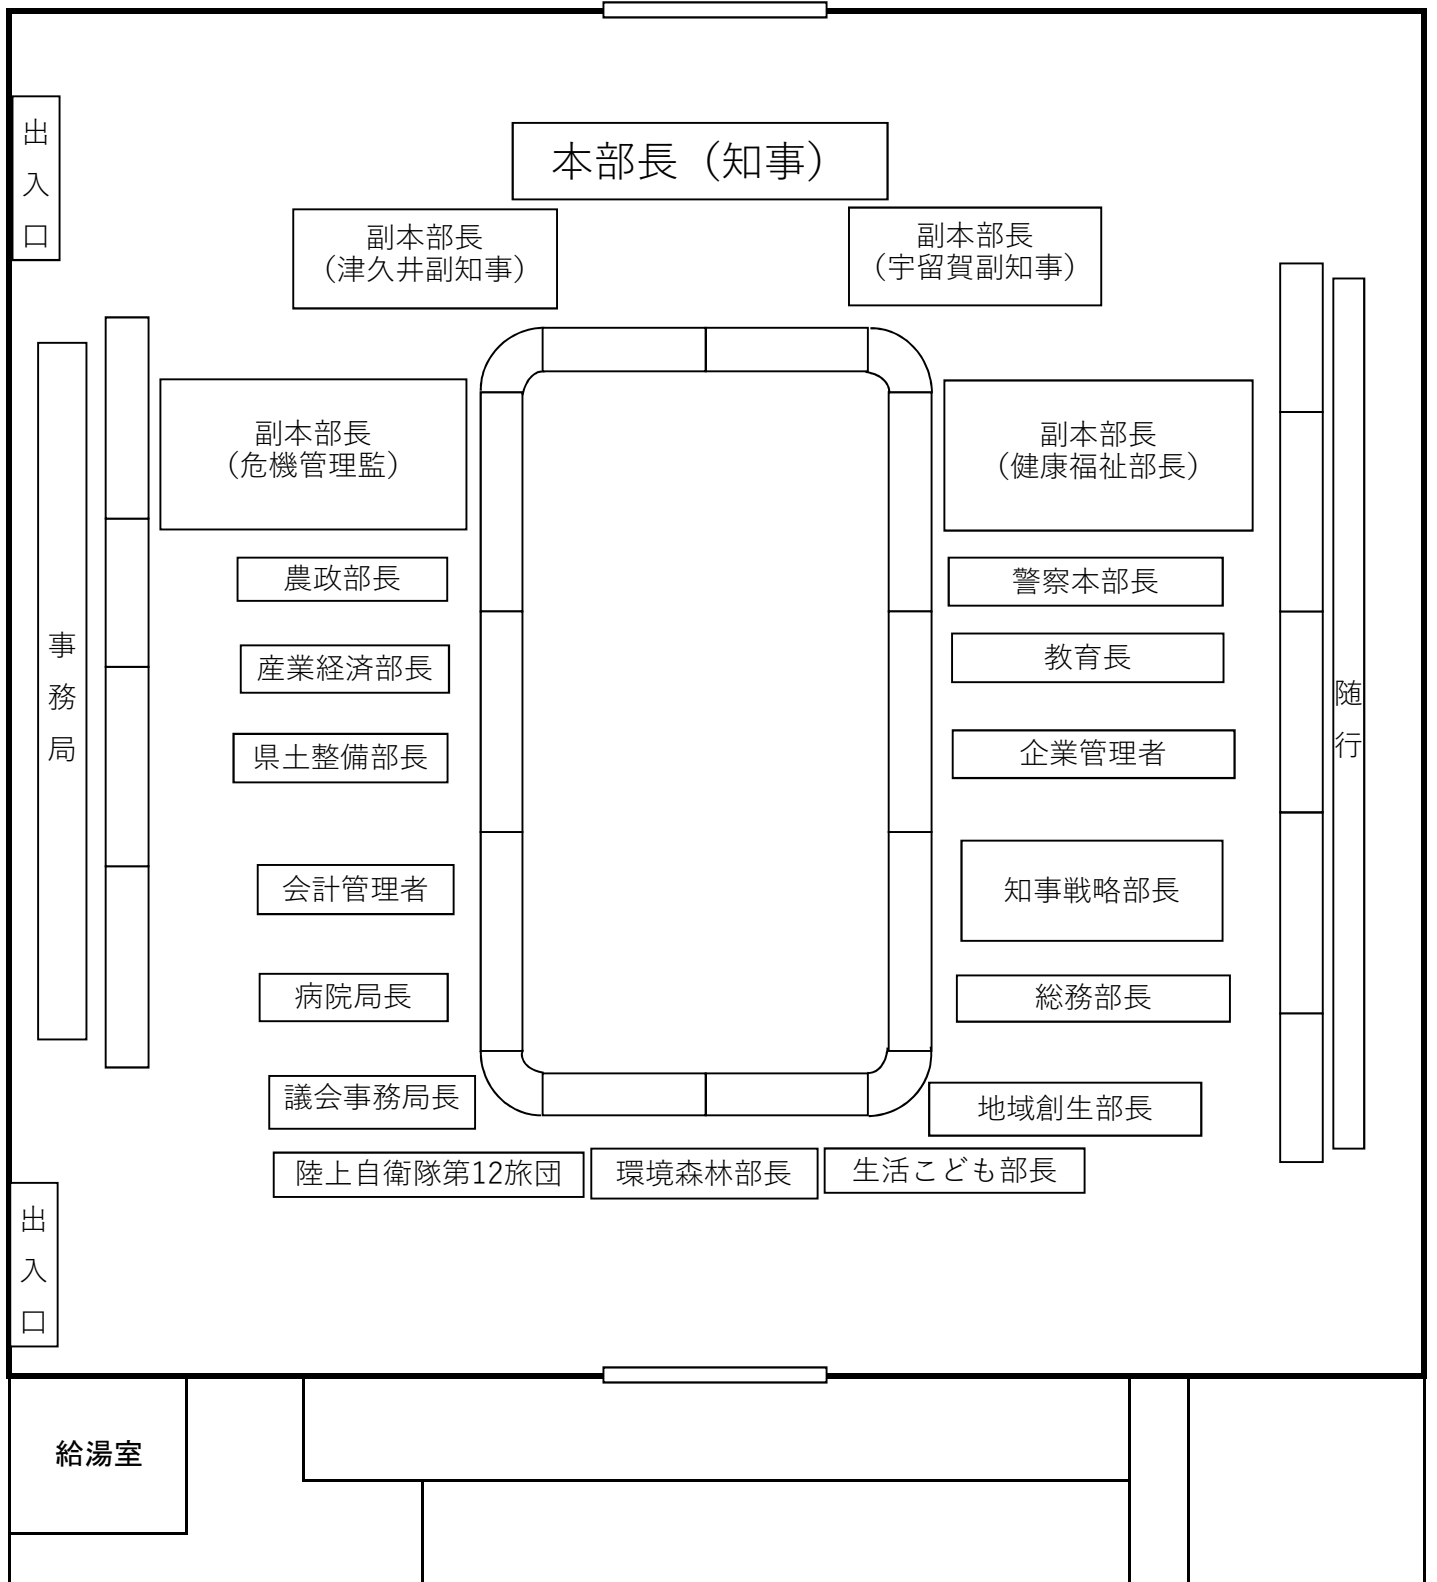 出入口
本部長（知事）
副本部長
（津久井副知事）
副本部長
（宇留賀副知事）
副本部長
（危機管理監）
副本部長
（健康福祉部長）
農政部長
警察本部長
産業経済部長
教育長
事務局
随行
県土整備部長
企業管理者
会計管理者
知事戦略部長
病院局長
総務部長
議会事務局長
地域創生部長
陸上自衛隊第12旅団
環境森林部長
生活こども部長
出入口
給湯室